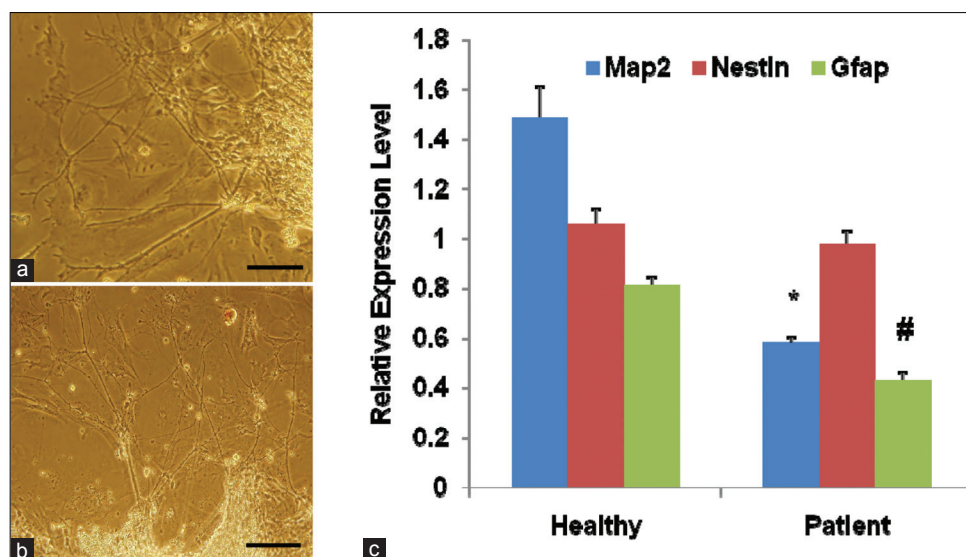 a
b
Map2 Nestin Gfap
Relative Expression Level
1.8
1.6
1.4
1.2
1
0.8
0.6
0.4
0.2
0
*
#
Healthy Patient
c